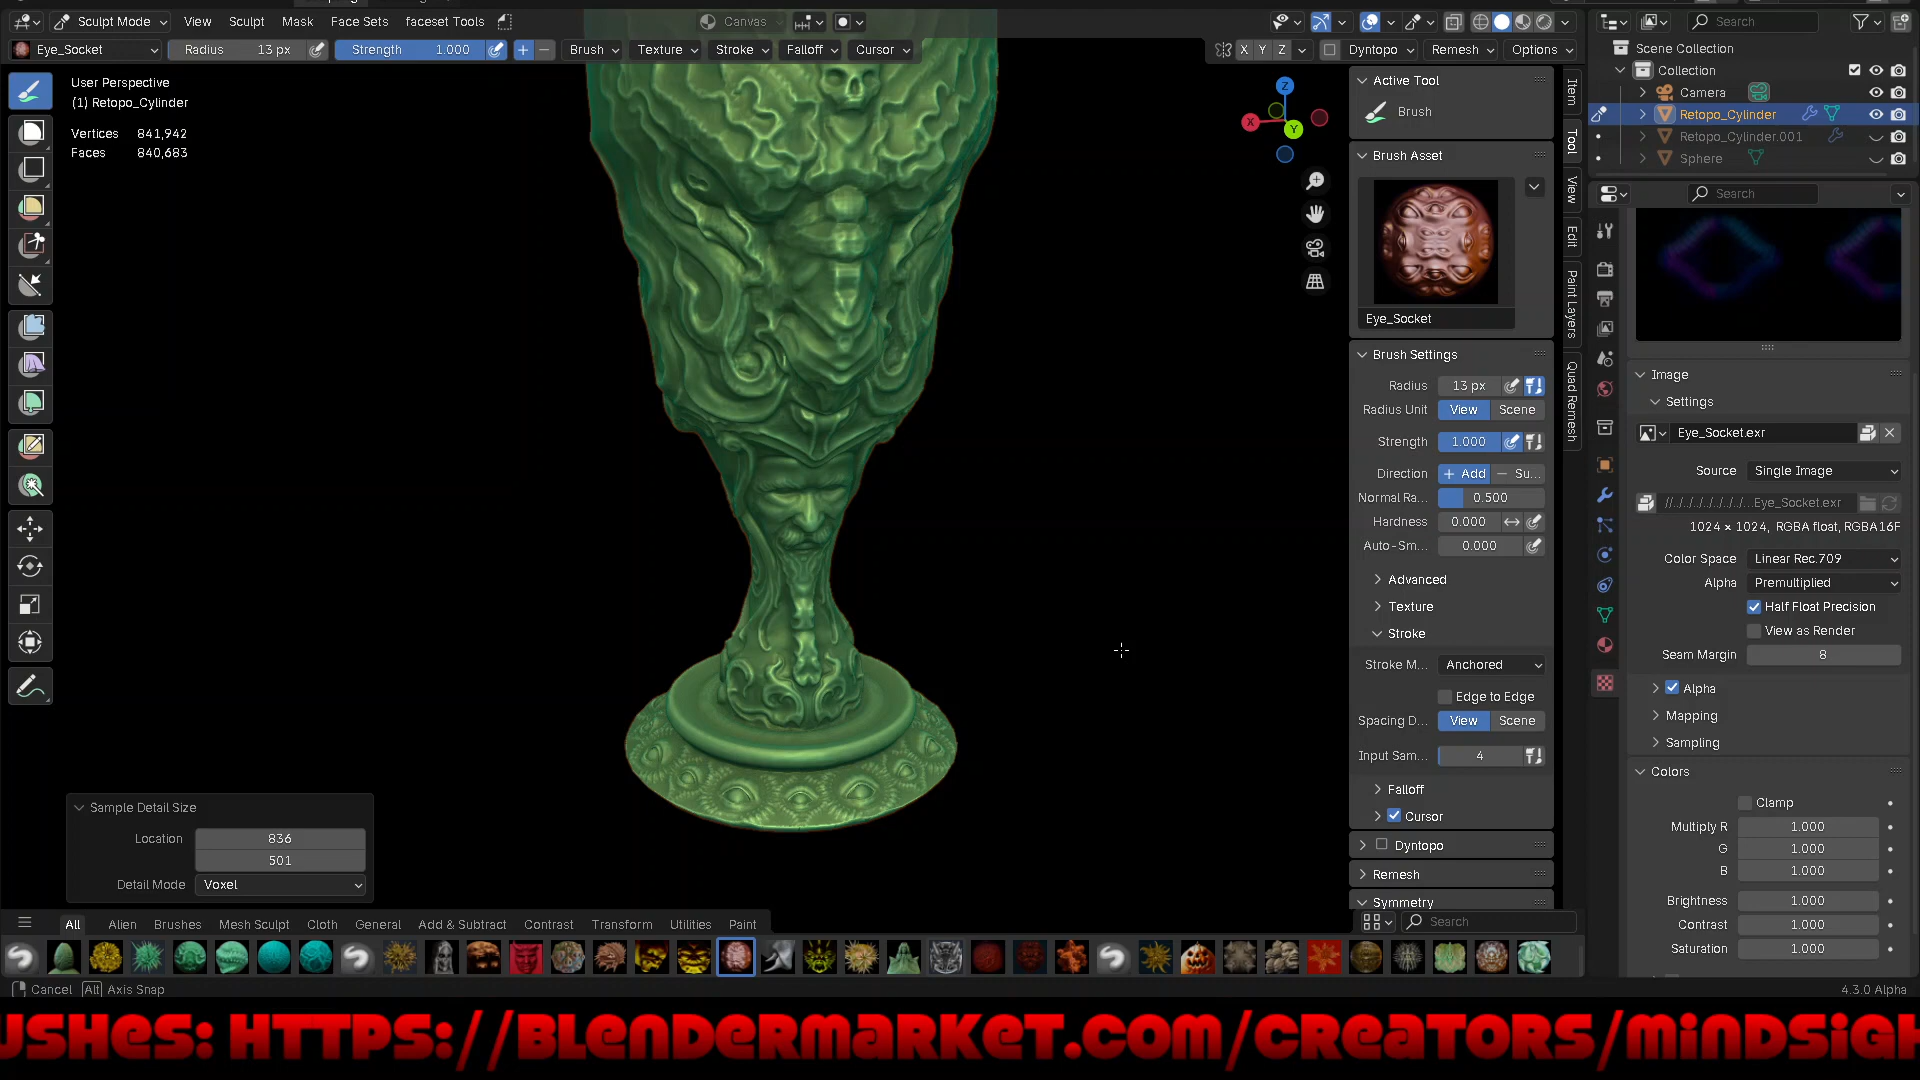 Sculpt Mode View Sculpt Mask Face Sets faceset Tools Canvas Search
Eye_Socket Radius 13 px Strength 1.000 Brush Texture Stroke Falloff Cursor X Y Z Dyntopo Remesh Options
User Perspective
(1) Retopo_Cylinder
Vertices 841,942
Faces 840,683
Z
X
Y
Active Tool
Brush
Brush Asset
Eye_Socket
Brush Settings
Radius 13 px
Radius Unit View Scene
Strength 1.000
Direction + Add − Su...
Normal Ra... 0.500
Hardness 0.000
Auto-Sm... 0.000
Advanced
Texture
Stroke
Stroke M... Anchored
Edge to Edge
Spacing D... View Scene
Input Sam... 4
Falloff
Cursor
Dyntopo
Remesh
Symmetry
Item
Tool
View
Edit
Paint Layers
Quad Remesh
Scene Collection
Collection
Camera
Retopo_Cylinder
Retopo_Cylinder.001
Sphere
Search
Image
Settings
Eye_Socket.exr
Source Single Image
//./././././././...Eye_Socket.exr
1024 × 1024, RGBA float, RGBA16F
Color Space Linear Rec.709
Alpha Premultiplied
Half Float Precision
View as Render
Seam Margin 8
Alpha
Mapping
Sampling
Colors
Clamp
Multiply R 1.000
G 1.000
B 1.000
Brightness 1.000
Contrast 1.000
Saturation 1.000
Sample Detail Size
Location 836
501
Detail Mode Voxel
All Alien Brushes Mesh Sculpt Cloth General Add & Subtract Contrast Transform Utilities Paint Search
Cancel Alt Axis Snap 4.3.0 Alpha
USHES: HTTPS://BLENDERMARKET.COM/CREATORS/MINDSIGH